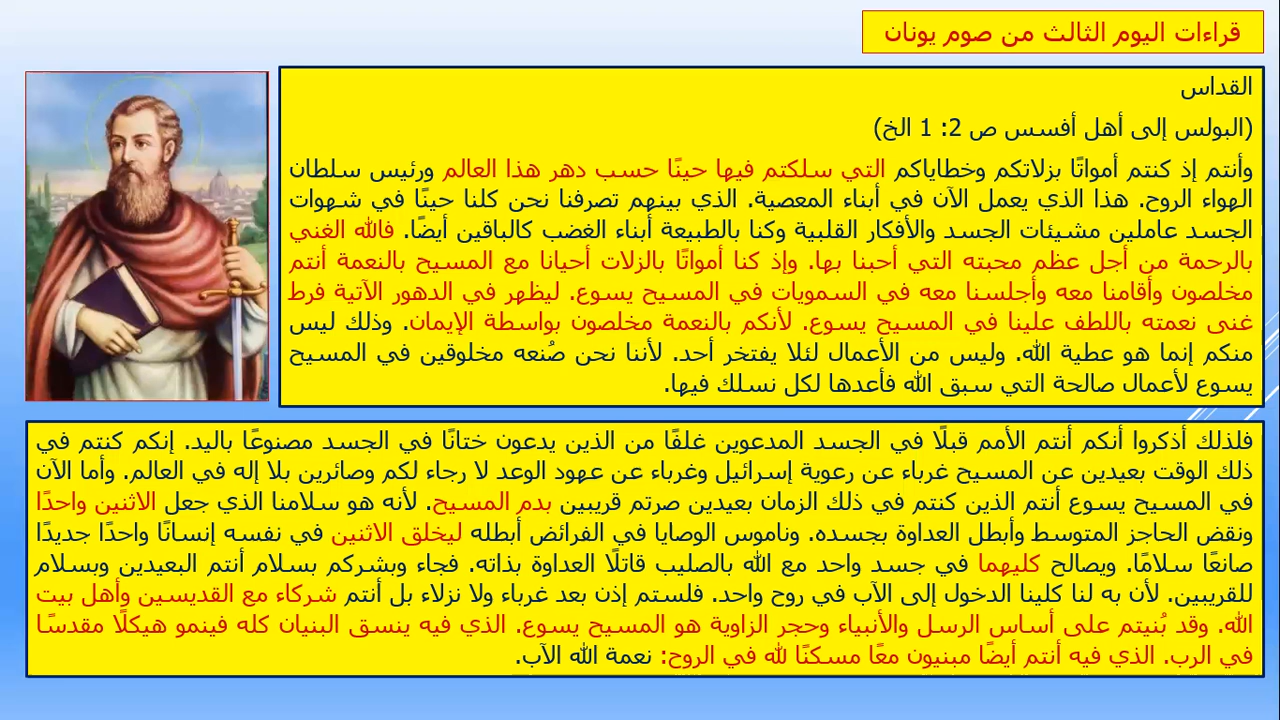 قراءات اليوم الثالث من صوم يونان
القداس
(البولس إلى أهل أفسس ص 2: 1 الخ)
وأنتم إذ كنتم أمواتًا بزلاتكم وخطاياكم التي سلكتم فيها حينًا حسب دهر هذا العالم ورئيس سلطان
الهواء الروح. هذا الذي يعمل الآن في أبناء المعصية. الذي بينهم تصرفنا نحن كلنا حينًا في شهوات
الجسد عاملين مشيئات الجسد والأفكار القلبية وكنا بالطبيعة أبناء الغضب كالباقين أيضًا. فالله الغني
بالرحمة من أجل عظم محبته التي أحبنا بها. وإذ كنا أمواتًا بالزلات أحيانا مع المسيح بالنعمة أنتم
مخلصون وأقامنا معه وأجلسنا معه في السمويات في المسيح يسوع. ليظهر في الدهور الآتية فرط
غنى نعمته باللطف علينا في المسيح يسوع. لأنكم بالنعمة مخلصون بواسطة الإيمان. وذلك ليس
منكم إنما هو عطية الله. وليس من الأعمال لئلا يفتخر أحد. لأننا نحن صُنعه مخلوقين في المسيح
يسوع لأعمال صالحة التي سبق الله فأعدها لكل نسلك فيها.
فلذلك أذكروا أنكم أنتم الأمم قبلًا في الجسد المدعوين غلفًا من الذين يدعون ختانًا في الجسد مصنوعًا باليد. إنكم كنتم في
ذلك الوقت بعيدين عن المسيح غرباء عن رعوية إسرائيل وغرباء عن عهود الوعد لا رجاء لكم وصائرين بلا إله في العالم. وأما الآن
في المسيح يسوع أنتم الذين كنتم في ذلك الزمان بعيدين صرتم قريبين بدم المسيح. لأنه هو سلامنا الذي جعل الاثنين واحدًا
ونقض الحاجز المتوسط وأبطل العداوة بجسده. وناموس الوصايا في الفرائض أبطله ليخلق الاثنين في نفسه إنسانًا واحدًا جديدًا
صانعًا سلامًا. ويصالح كليهما في جسد واحد مع الله بالصليب قاتلًا العداوة بذاته. فجاء وبشركم بسلام أنتم البعيدين وبسلام
للقريبين. لأن به لنا كلينا الدخول إلى الآب في روح واحد. فلستم إذن بعد غرباء ولا نزلاء بل أنتم شركاء مع القديسين وأهل بيت
الله. وقد بُنيتم على أساس الرسل والأنبياء وحجر الزاوية هو المسيح يسوع. الذي فيه ينسق البنيان كله فينمو هيكلًا مقدسًا
في الرب. الذي فيه أنتم أيضًا مبنيون معًا مسكنًا لله في الروح: نعمة الله الآب.